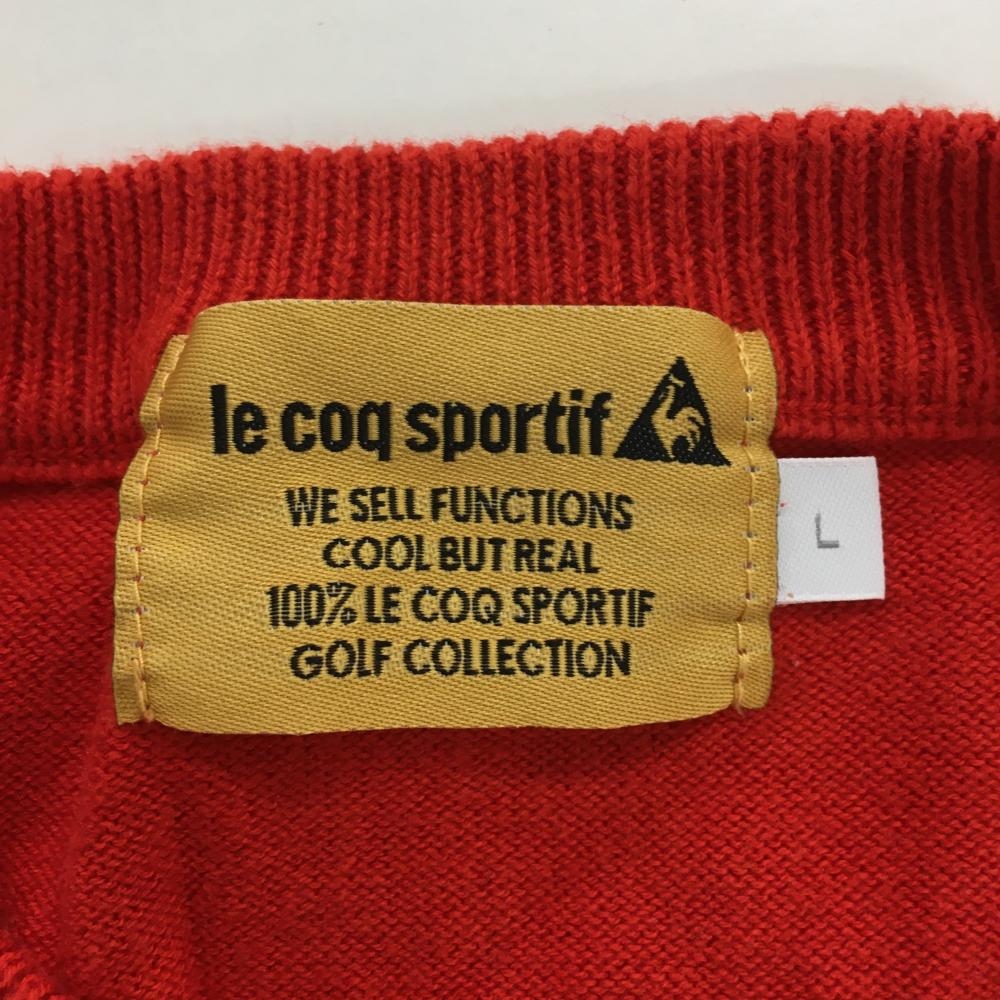 le coq sportif
WE SELL FUNCTIONS
COOL BUT REAL
100% LE COQ SPORTIF
GOLF COLLECTION
L